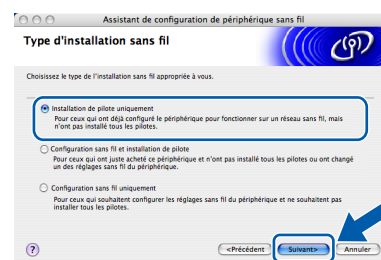 Assistant de configuration de périphérique sans fil
Type d'installation sans fil
Choisissez le type de l'installation sans fil appropriée à vous.
Installation de pilote uniquement
Pour ceux qui ont déjà configuré le périphérique pour fonctionner sur un réseau sans fil, mais
n'ont pas installé tous les pilotes.
Configuration sans fil et installation de pilote
Pour ceux qui ont juste acheté ce périphérique et n'ont pas installé tous les pilotes ou ont changé
un des réglages sans fil du périphérique.
Configuration sans fil uniquement
Pour ceux qui souhaitent configurer les réglages sans fil du périphérique et ne souhaitent pas
installer tous les pilotes.
? <Précédent Suivant> Annuler